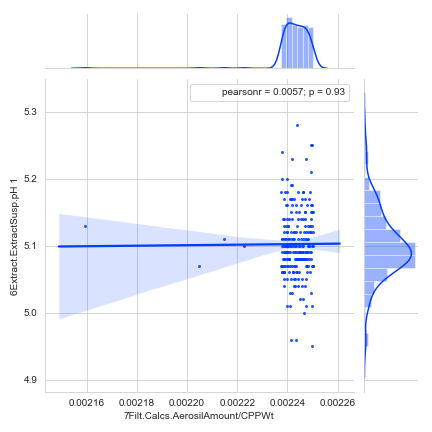 pearsonr = 0.0057; p = 0.93
5.3
5.2
5.1
5.0
4.9
6Extract.ExtractSusp.pH 1
0.00216 0.00218 0.00220 0.00222 0.00224 0.00226
7Filt.Calcs.AerosilAmount/CPPWt